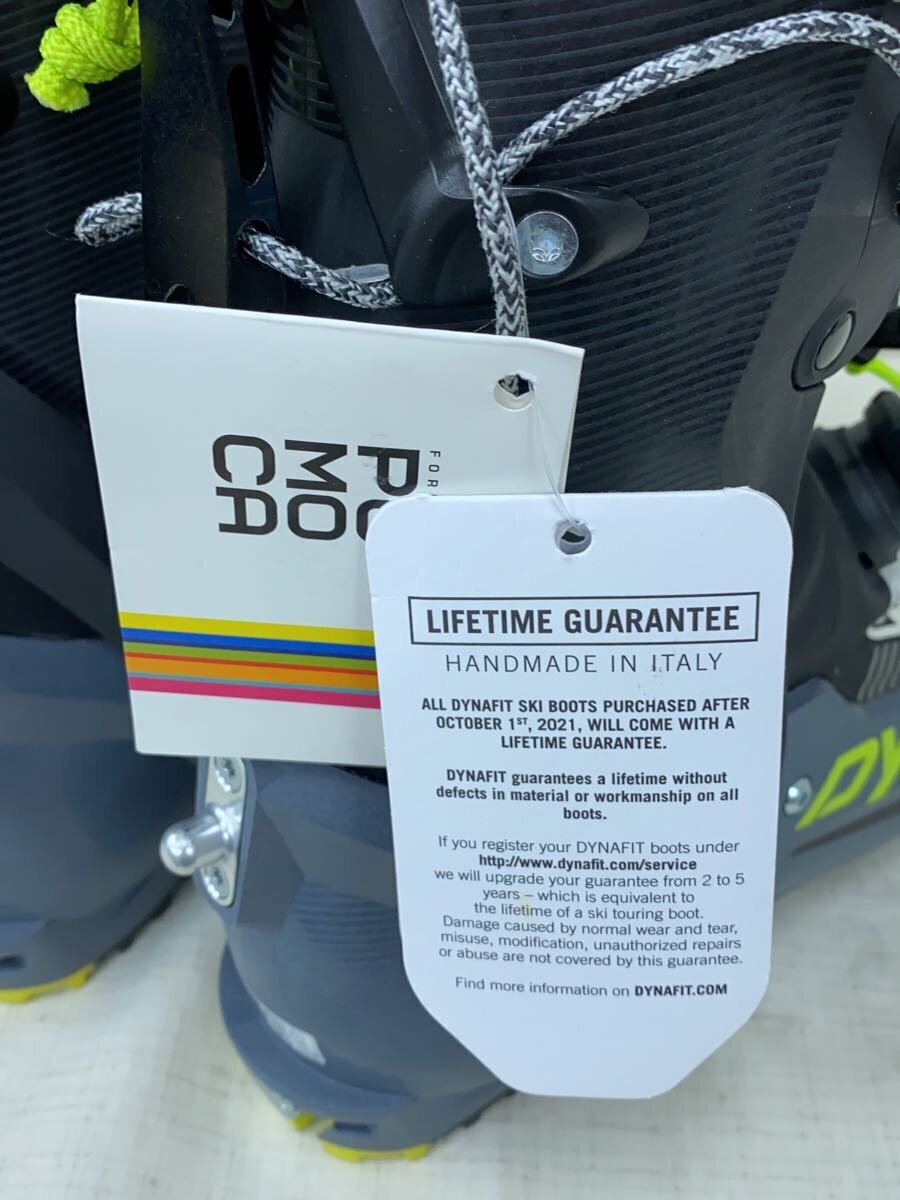 PO
MO
CA
LIFETIME GUARANTEE
HANDMADE IN ITALY
ALL DYNAFIT SKI BOOTS PURCHASED AFTER
OCTOBER 1ST, 2021, WILL COME WITH A
LIFETIME GUARANTEE.
DYNAFIT guarantees a lifetime without
defects in material or workmanship on all
boots.
If you register your DYNAFIT boots under
http://www.dynafit.com/service
we will upgrade your guarantee from 2 to 5
years – which is equivalent to
the lifetime of a ski touring boot.
Damage caused by normal wear and tear,
misuse, modification, unauthorized repairs
or abuse are not covered by this guarantee.
Find more information on DYNAFIT.COM
DY